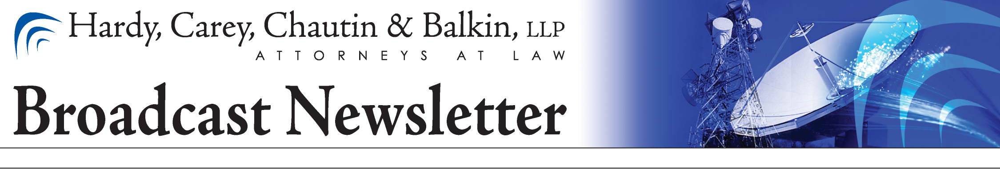 Hardy, Carey, Chautin & Balkin, LLP
ATTORNEYS AT LAW
Broadcast Newsletter